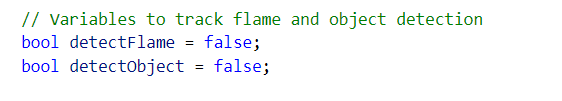 // Variables to track flame and object detection
bool detectFlame = false;
bool detectObject = false;